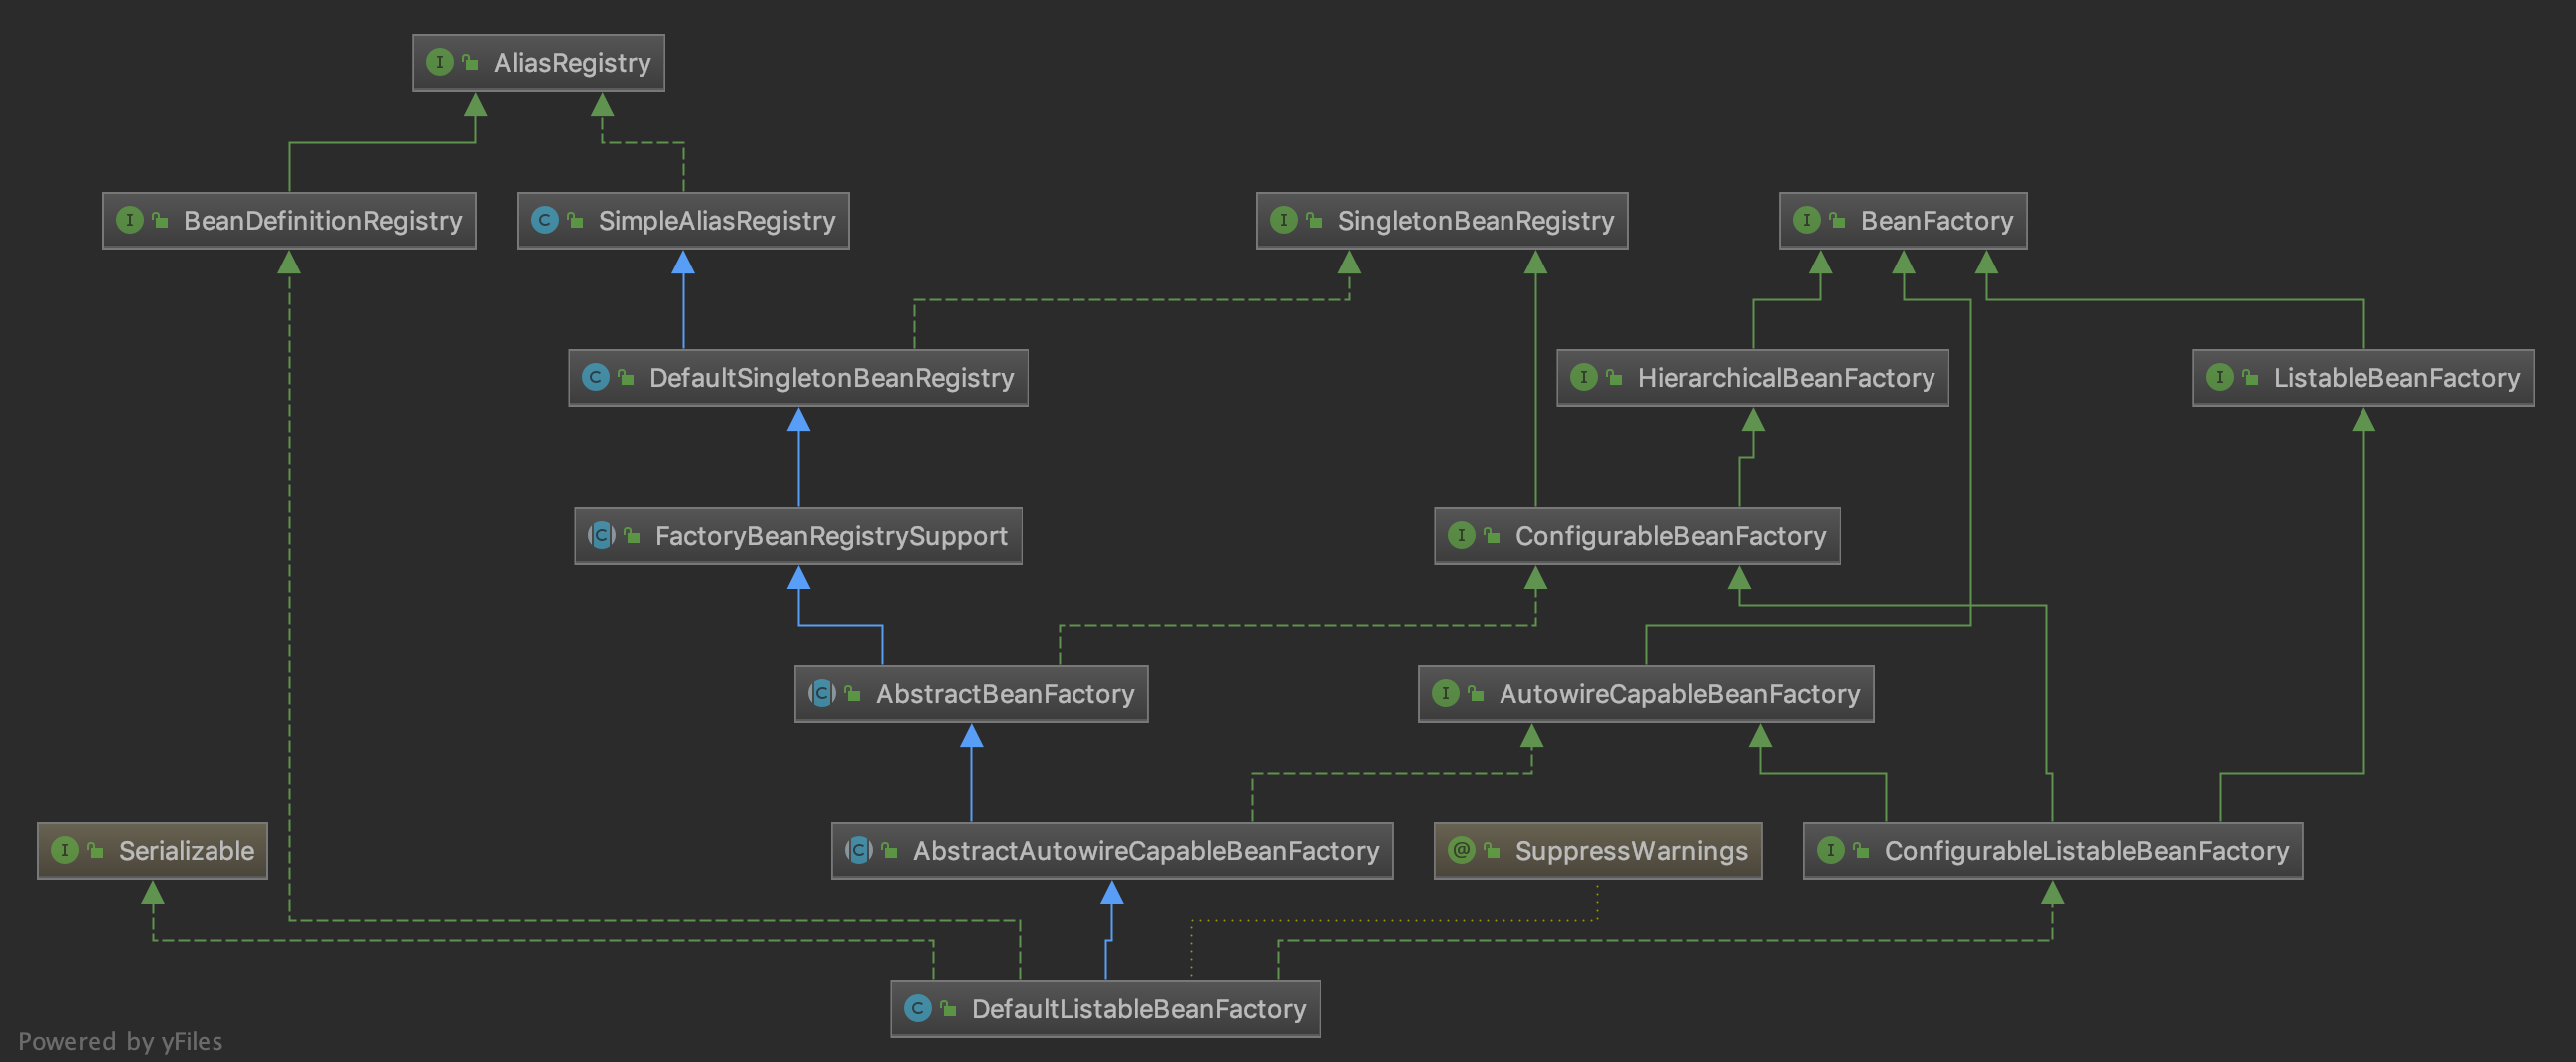 AliasRegistry
BeanDefinitionRegistry
SimpleAliasRegistry
SingletonBeanRegistry
BeanFactory
DefaultSingletonBeanRegistry
HierarchicalBeanFactory
ListableBeanFactory
FactoryBeanRegistrySupport
ConfigurableBeanFactory
AbstractBeanFactory
AutowireCapableBeanFactory
Serializable
AbstractAutowireCapableBeanFactory
SuppressWarnings
ConfigurableListableBeanFactory
DefaultListableBeanFactory
Powered by yFiles